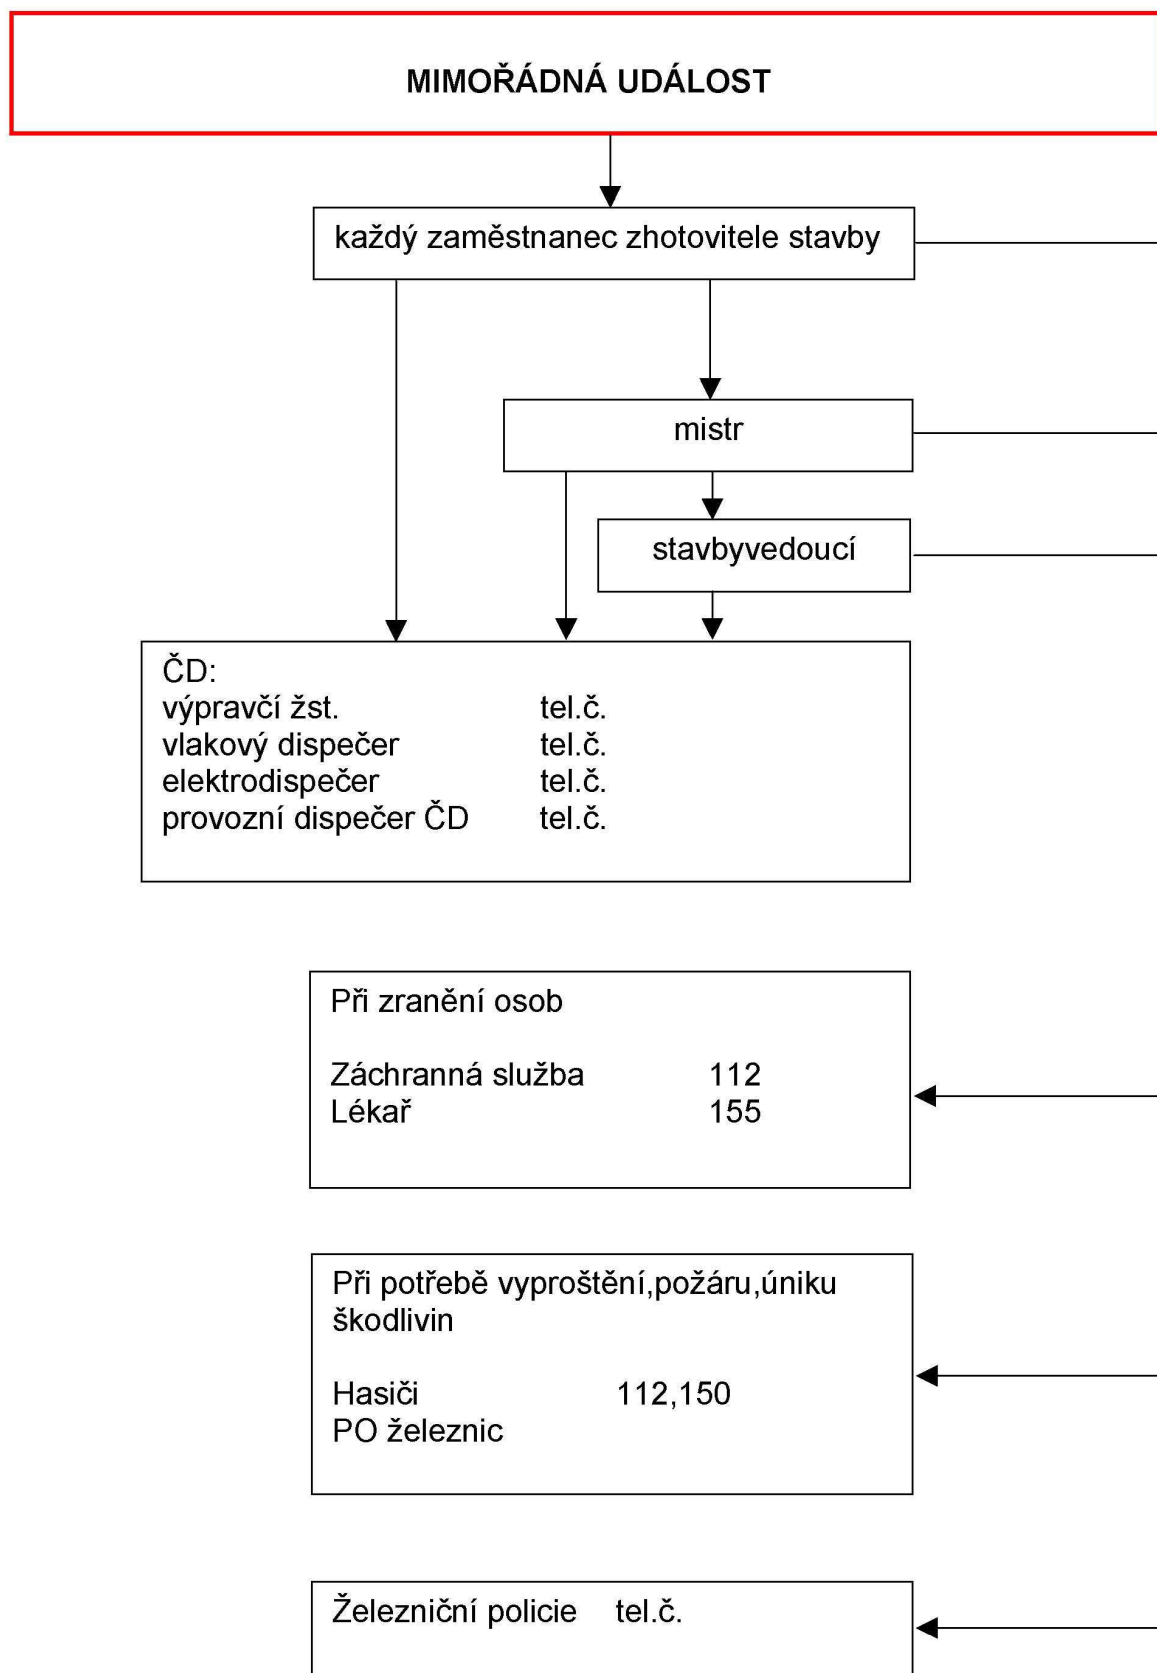 MIMOŘÁDNÁ UDÁLOST
každý zaměstnanec zhotovitele stavby
mistr
stavbyvedoucí
ČD:
výpravčí žst. tel.č.
vlakový dispečer tel.č.
elektrodispečer tel.č.
provozní dispečer ČD tel.č.
Při zranění osob
Záchranná služba 112
Lékař 155
Při potřebě vyproštění,požáru,úniku
škodlivin
Hasiči 112,150
PO železnic
Železniční policie tel.č.